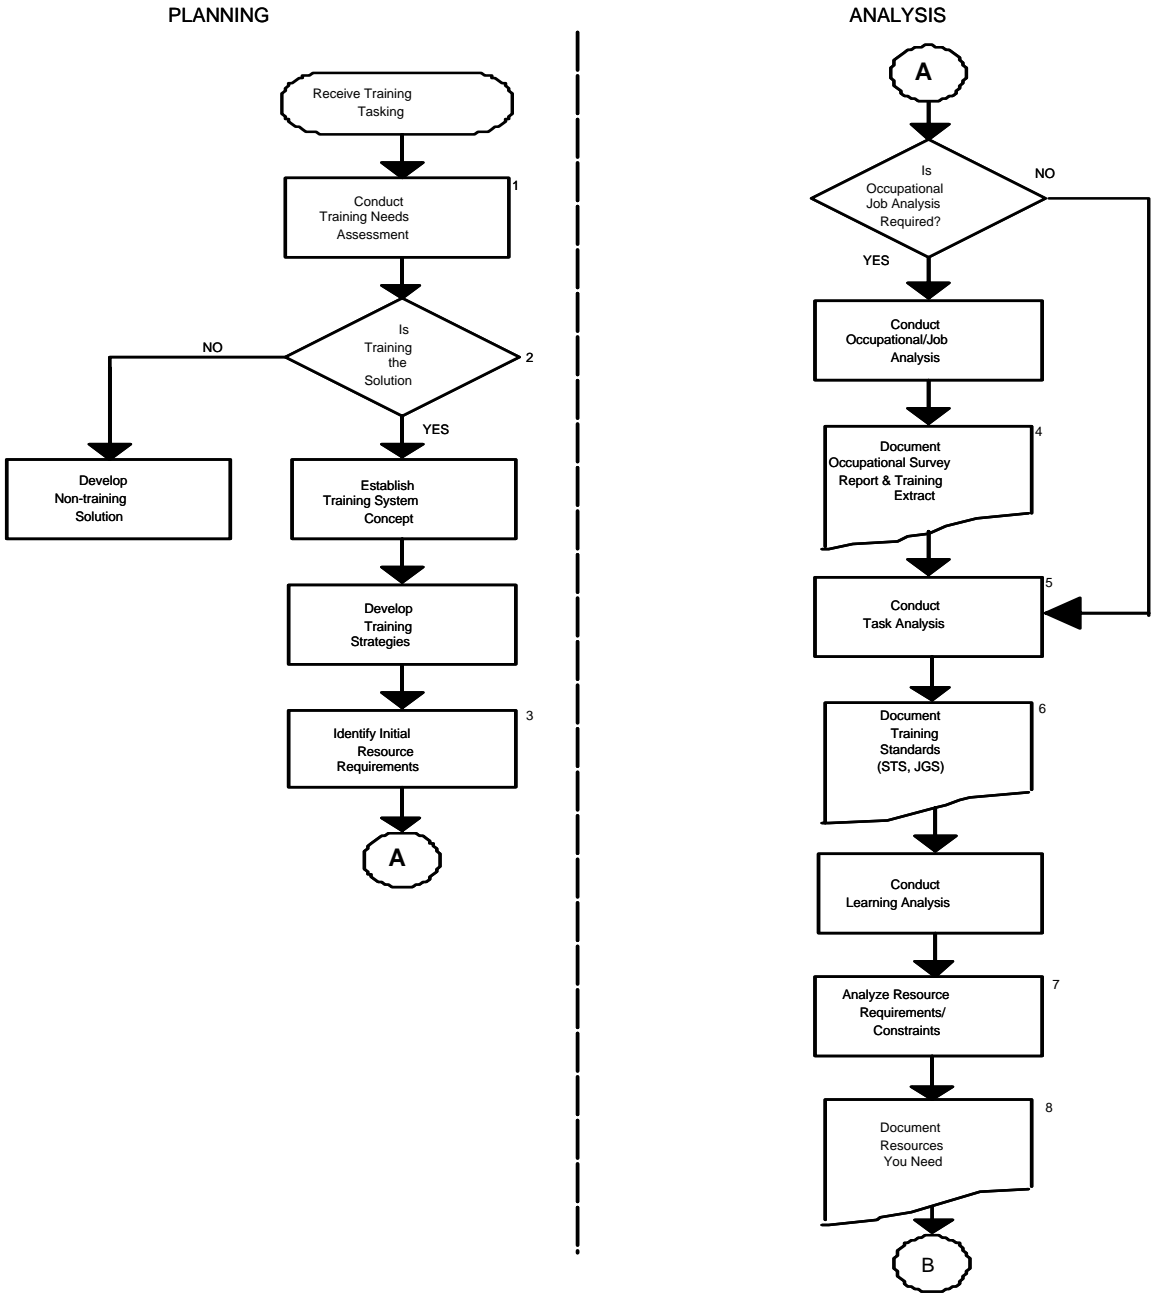 PLANNING
Receive Training
Tasking
1
Conduct
Training Needs
Assessment
Is
Training
the
Solution
2
NO
YES
Develop
Non-training
Solution
Establish
Training System
Concept
Develop
Training
Strategies
3
Identify Initial
Resource
Requirements
A
ANALYSIS
A
Is
Occupational
Job Analysis
Required?
NO
YES
Conduct
Occupational/Job
Analysis
4
Document
Occupational Survey
Report & Training
Extract
5
Conduct
Task Analysis
6
Document
Training
Standards
(STS, JGS)
Conduct
Learning Analysis
7
Analyze Resource
Requirements/
Constraints
8
Document
Resources
You Need
B